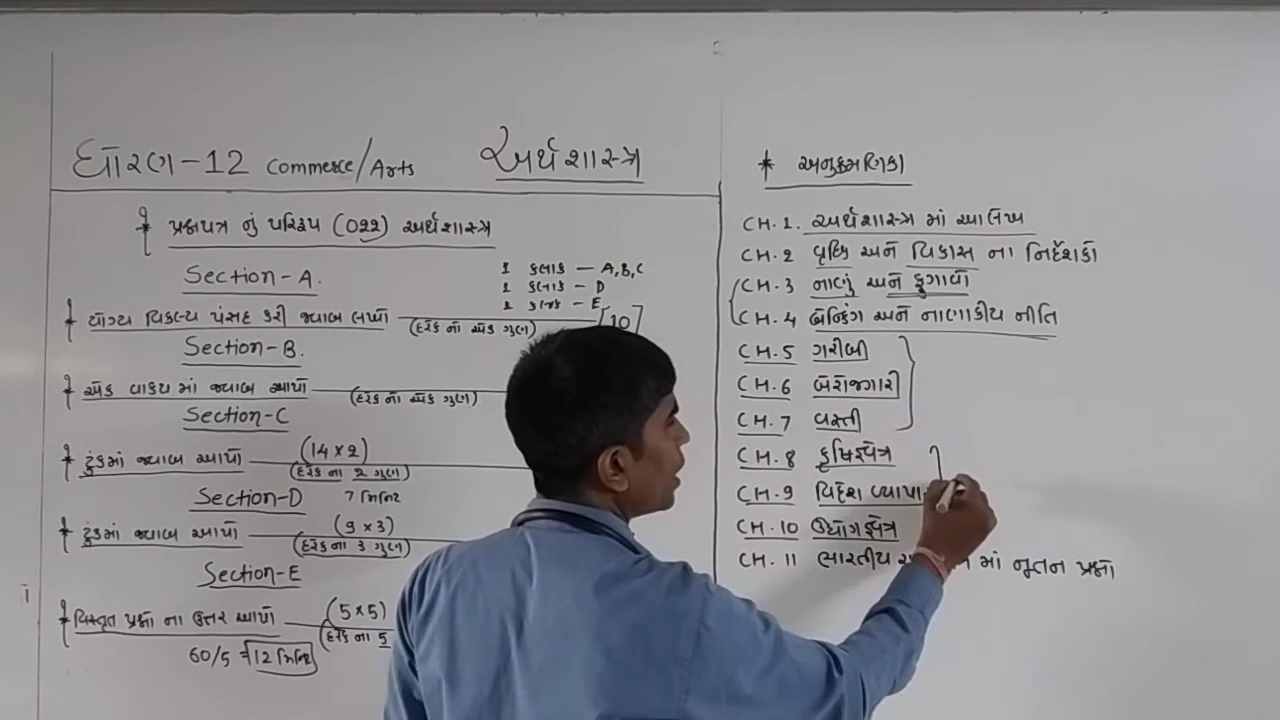 ધોરણ-12 Commerce/Arts અર્થશાસ્ત્ર
* પ્રશ્નપત્ર નું પરિરૂપ (022) અર્થશાસ્ત્ર
Section-A.
1 કલાક - A,B,C
1 કલાક - D
1 કલાક - E
* યોગ્ય વિકલ્પ પસંદ કરી જવાબ લખો (દરેક નો એક ગુણ) [10]
Section-B.
* એક વાક્ય માં જવાબ આપો (દરેક નો એક ગુણ)
Section-C
* ટુંકમાં જવાબ આપો (14×2)
(દરેક ના 2 ગુણ)
Section-D 7 મિનિટ
* ટુંકમાં જવાબ આપો (9×3)
(દરેક ના 3 ગુણ)
Section-E
* વિસ્તૃત પ્રશ્નો ના ઉત્તર આપો (5×5)
(દરેક ના 5
60/5 = 12 મિનિટ
* અનુક્રમણિકા
CH.1. અર્થશાસ્ત્ર માં આલેખ
CH.2 વૃદ્ધિ અને વિકાસ ના નિર્દેશકો
CH.3 નાણું અને ફુગાવો
CH.4 બેન્કિંગ અને નાણાકીય નીતિ
CH.5 ગરીબી
CH.6 બેરોજગારી
CH.7 વસ્તી
CH.8 કૃષિક્ષેત્ર
CH.9 વિદેશ વ્યાપા
CH.10 ઉદ્યોગક્ષેત્ર
CH.11 ભારતીય માં નૂતન પ્રશ્નો